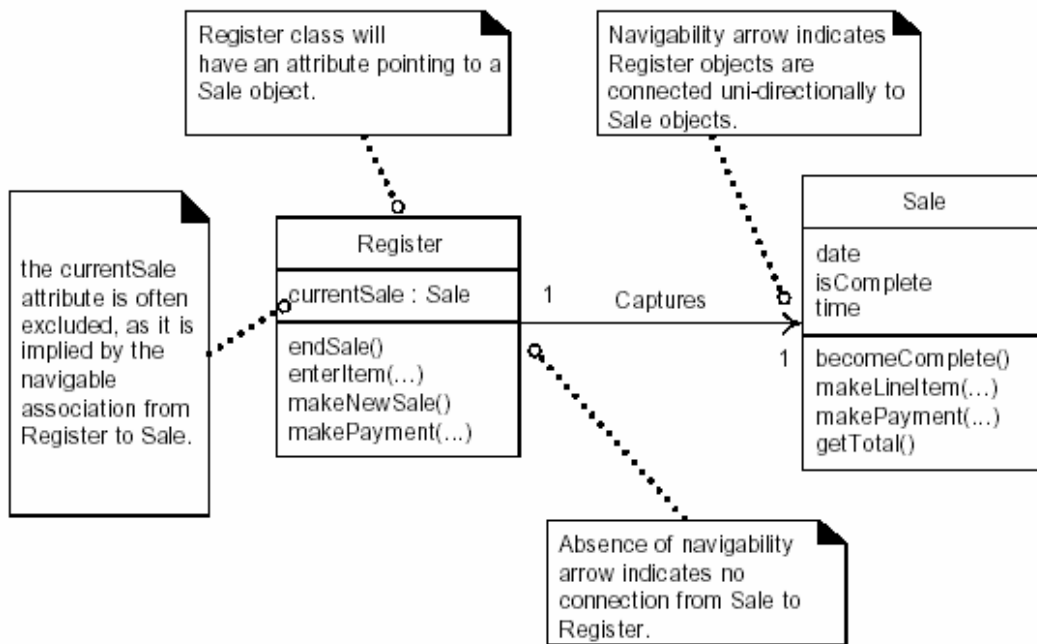 Register class will
have an attribute pointing to a
Sale object.
Navigability arrow indicates
Register objects are
connected uni-directionally to
Sale objects.
the currentSale
attribute is often
excluded, as it is
implied by the
navigable
association from
Register to Sale.
Register
currentSale : Sale
endSale()
enterItem(...)
makeNewSale()
makePayment(...)
1
Captures
1
Sale
date
isComplete
time
becomeComplete()
makeLineItem(...)
makePayment(...)
getTotal()
Absence of navigability
arrow indicates no
connection from Sale to
Register.